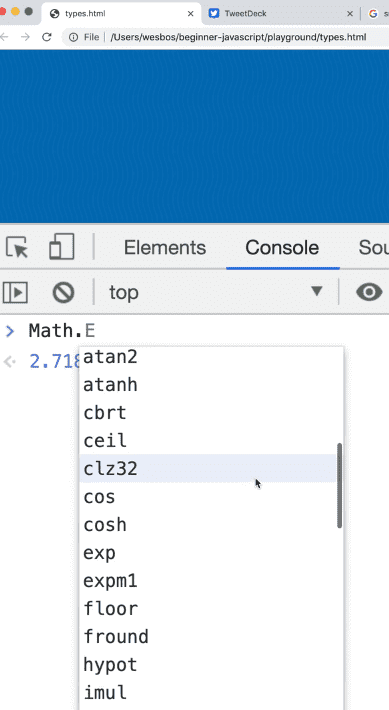 types.html
TweetDeck
File | /Users/wesbos/beginner-javascript/playground/types.html
Elements Console Sou
top
Math.E
2.718
atan2
atanh
cbrt
ceil
clz32
cos
cosh
exp
expm1
floor
fround
hypot
imul